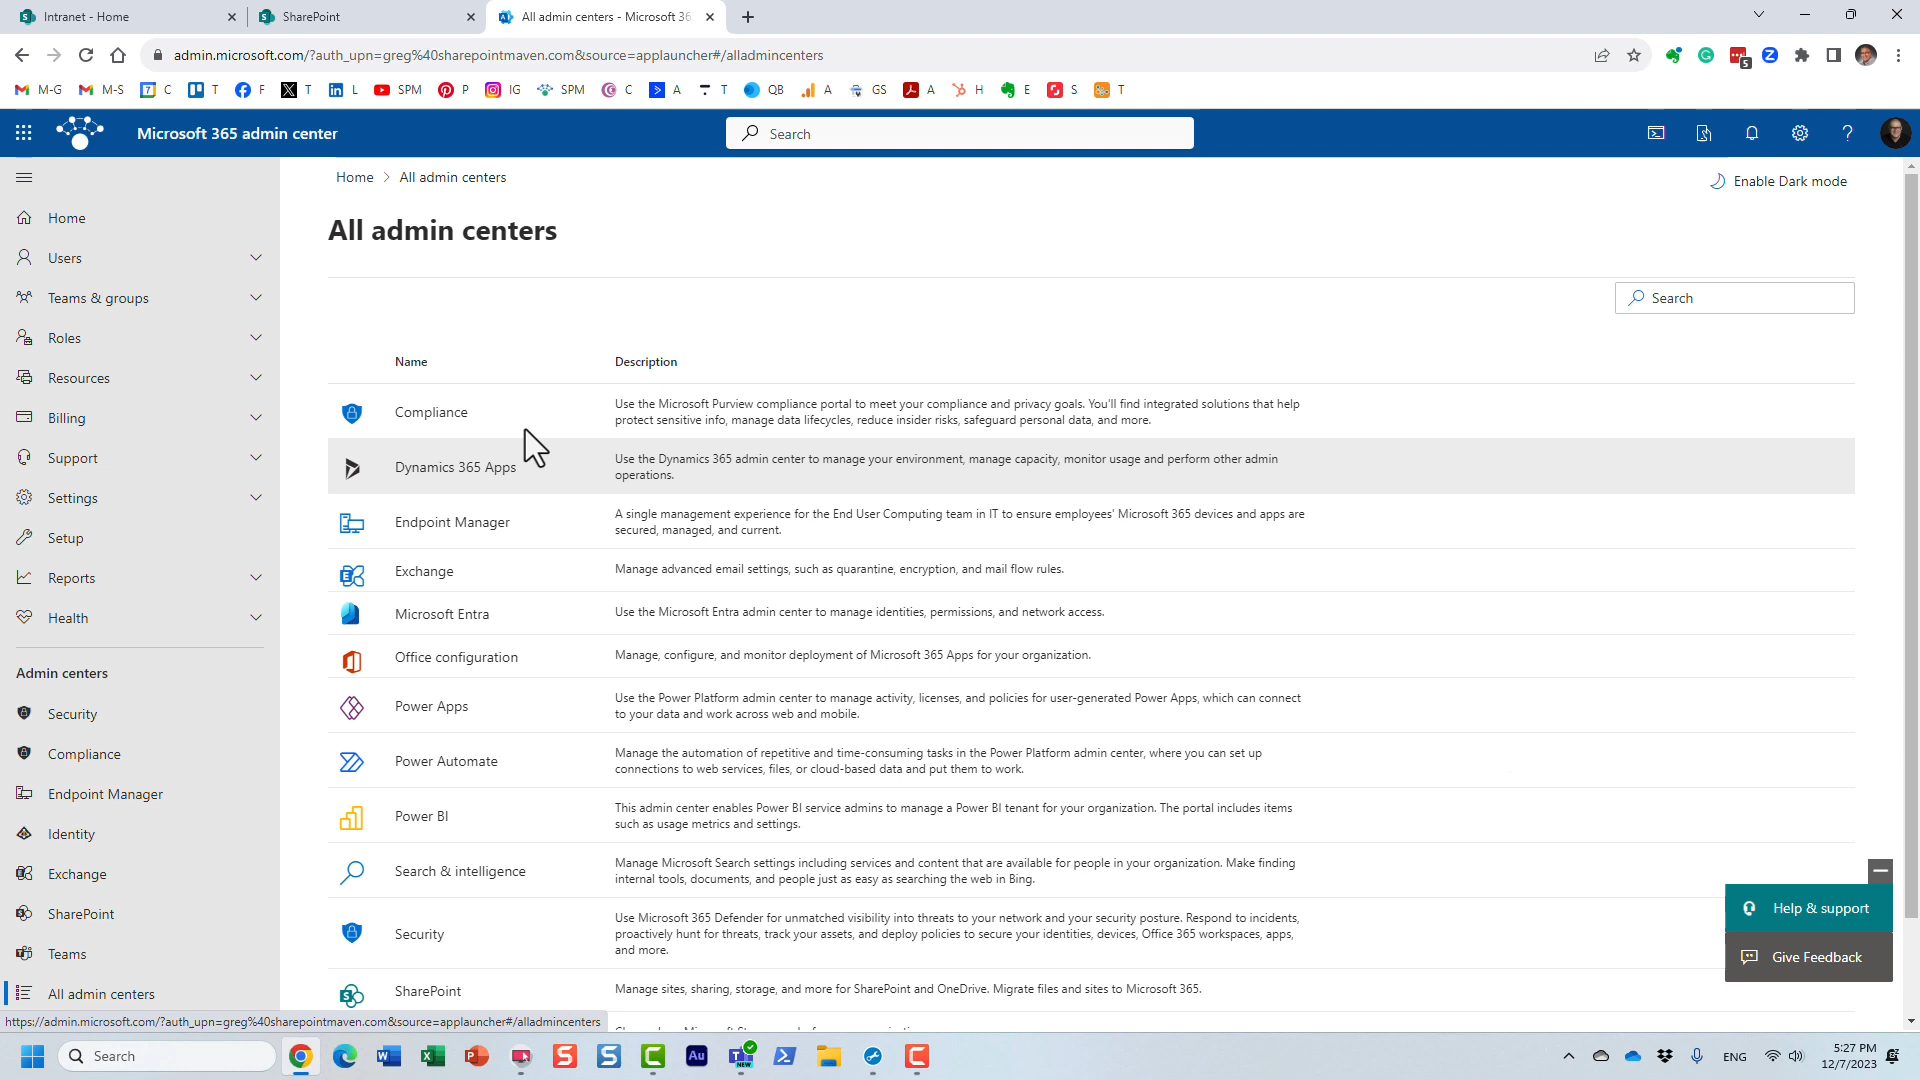 Intranet - Home
SharePoint
All admin centers - Microsoft 36
admin.microsoft.com/?auth_upn=greg%40sharepointmaven.com&source=applauncher#/alladmincenters
5
M-G
M-S
7
C
T
F
T
L
SPM
P
IG
SPM
C
A
T
QB
A
GS
A
H
E
S
T
Microsoft 365 admin center
Search
Home
Users
Teams & groups
Roles
Resources
Billing
Support
Settings
Setup
Reports
Health
Admin centers
Security
Compliance
Endpoint Manager
Identity
Exchange
SharePoint
Teams
All admin centers
Home > All admin centers
Enable Dark mode
All admin centers
Search
Name Description
Compliance
Use the Microsoft Purview compliance portal to meet your compliance and privacy goals. You'll find integrated solutions that help
protect sensitive info, manage data lifecycles, reduce insider risks, safeguard personal data, and more.
Dynamics 365 Apps
Use the Dynamics 365 admin center to manage your environment, manage capacity, monitor usage and perform other admin
operations.
Endpoint Manager
A single management experience for the End User Computing team in IT to ensure employees' Microsoft 365 devices and apps are
secured, managed, and current.
Exchange
Manage advanced email settings, such as quarantine, encryption, and mail flow rules.
Microsoft Entra
Use the Microsoft Entra admin center to manage identities, permissions, and network access.
Office configuration
Manage, configure, and monitor deployment of Microsoft 365 Apps for your organization.
Power Apps
Use the Power Platform admin center to manage activity, licenses, and policies for user-generated Power Apps, which can connect
to your data and work across web and mobile.
Power Automate
Manage the automation of repetitive and time-consuming tasks in the Power Platform admin center, where you can set up
connections to web services, files, or cloud-based data and put them to work.
Power BI
This admin center enables Power BI service admins to manage a Power BI tenant for your organization. The portal includes items
such as usage metrics and settings.
Search & intelligence
Manage Microsoft Search settings including services and content that are available for people in your organization. Make finding
internal tools, documents, and people just as easy as searching the web in Bing.
Security
Use Microsoft 365 Defender for unmatched visibility into threats to your network and your security posture. Respond to incidents,
proactively hunt for threats, track your assets, and deploy policies to secure your identities, devices, Office 365 workspaces, apps,
and more.
SharePoint
Manage sites, sharing, storage, and more for SharePoint and OneDrive. Migrate files and sites to Microsoft 365.
Help & support
Give Feedback
https://admin.microsoft.com/?auth_upn=greg%40sharepointmaven.com&source=applauncher#/alladmincenters
Search
Au
NEW
ENG
5:27 PM
12/7/2023